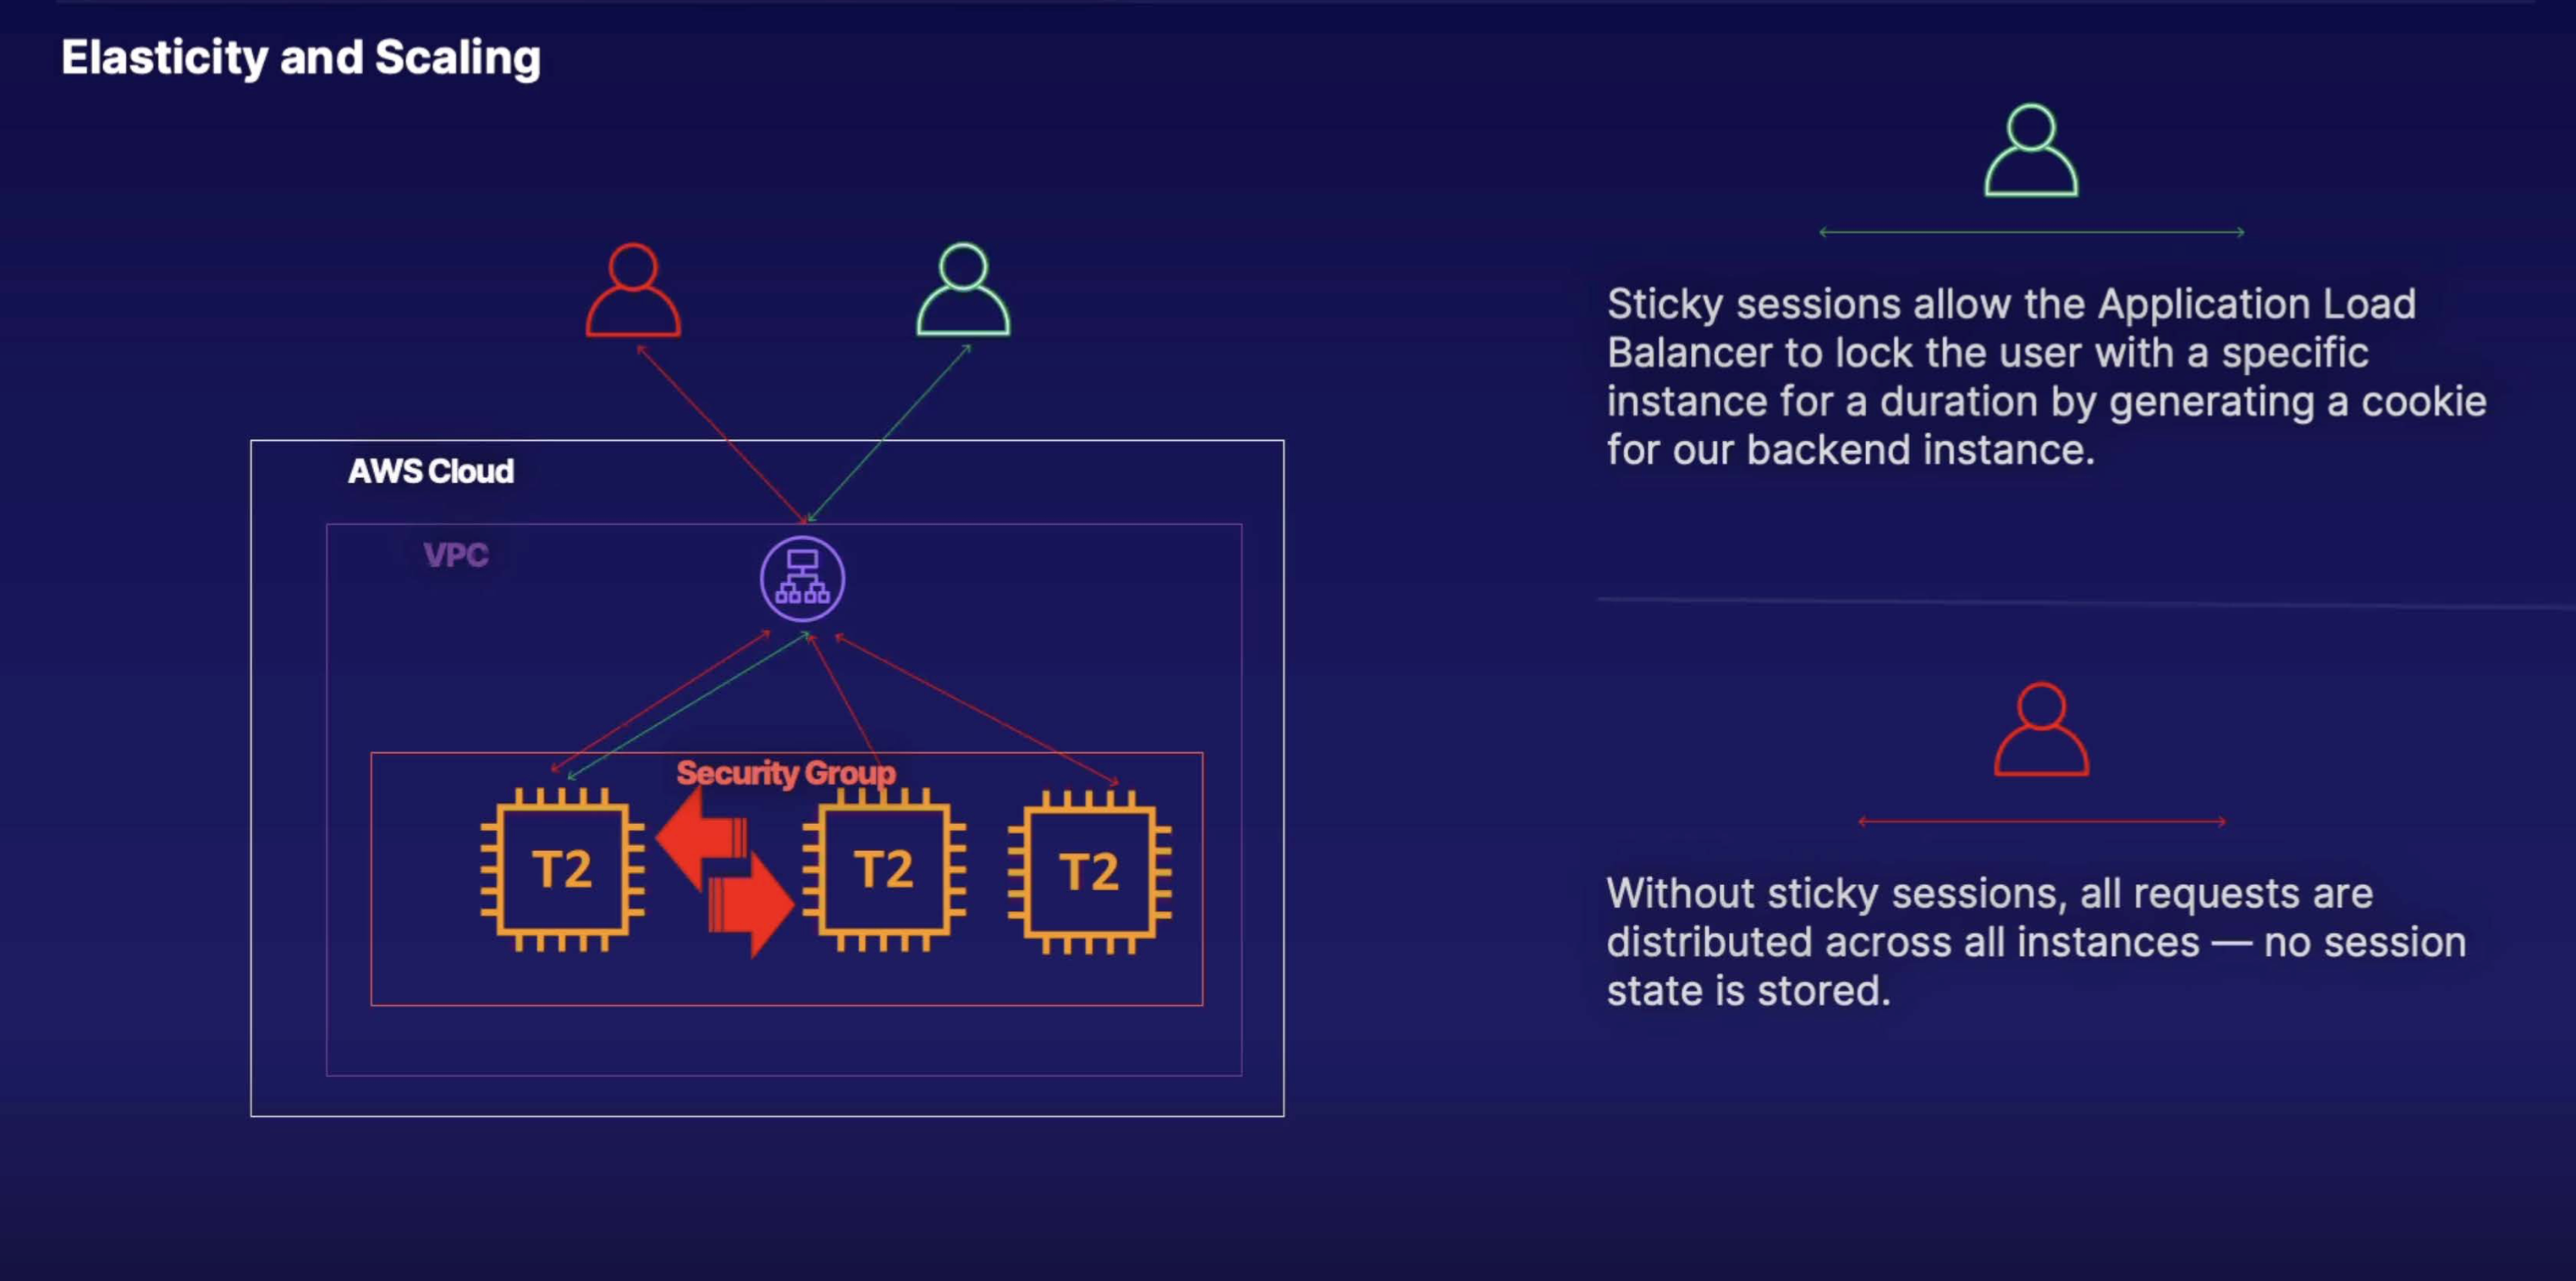 Elasticity and Scaling
AWS Cloud
VPC
Security Group
T2
T2
T2
Sticky sessions allow the Application Load
Balancer to lock the user with a specific
instance for a duration by generating a cookie
for our backend instance.
Without sticky sessions, all requests are
distributed across all instances — no session
state is stored.